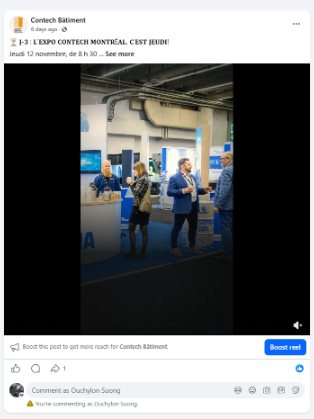 Contech Bâtiment
6 days ago
⏳ J-3 : L'EXPO CONTECH MONTRÉAL, C'EST JEUDI!
Jeudi 12 novembre, de 8 h 30 ... See more
Boost this post to get more reach for Contech Bâtiment.
Boost reel
1
Comment as Ouchylon Suong
You're commenting as Ouchylon Suong.